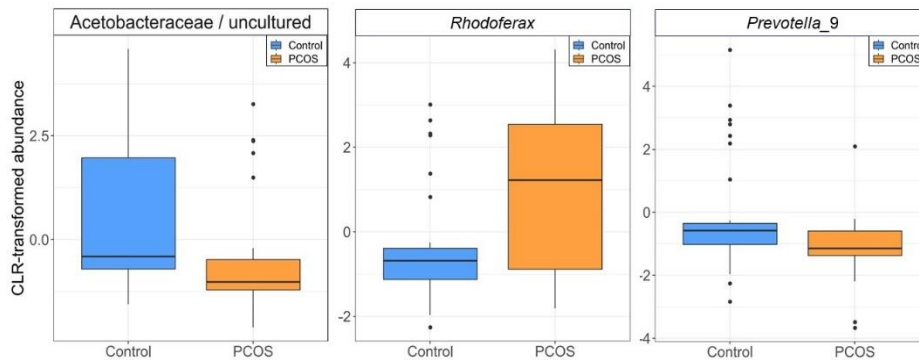 Acetobacteraceae / uncultured
Control
PCOS
CLR-transformed abundance
2.5
0.0
Control
PCOS
Rhodoferax
Control
PCOS
4
2
0
-2
Control
PCOS
Prevotella_9
Control
PCOS
4
2
0
-2
-4
Control
PCOS